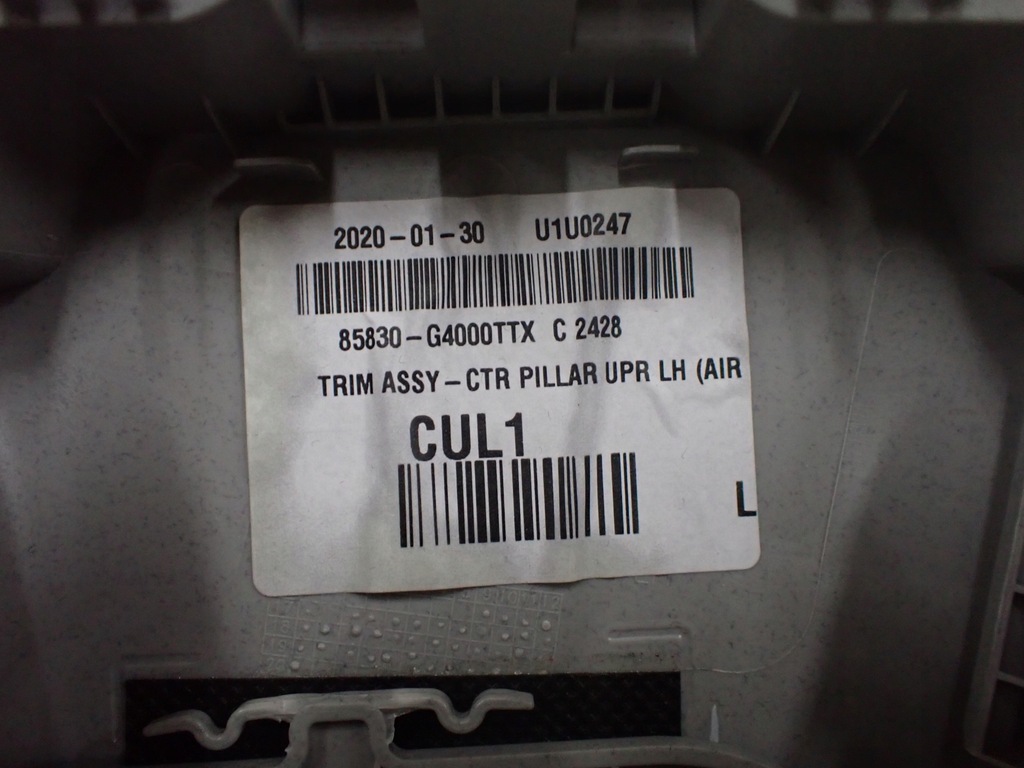 2020-01-30 U1U0247
85830-G4000TTX C 2428
TRIM ASSY-CTR PILLAR UPR LH (AIR
CUL1
L